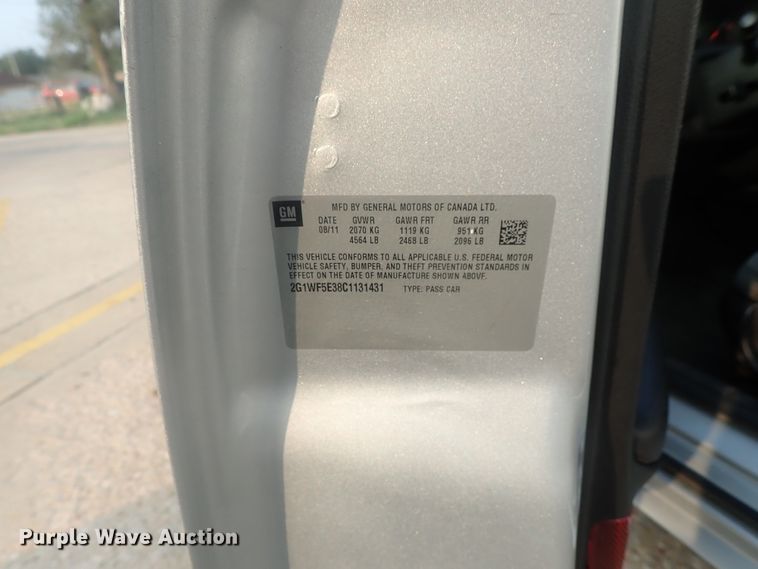 GM
MFD BY GENERAL MOTORS OF CANADA LTD.
DATE GVWR GAWR FRT GAWR RR
08/11 2070 KG 1119 KG 951 KG
4564 LB 2468 LB 2096 LB
THIS VEHICLE CONFORMS TO ALL APPLICABLE U.S. FEDERAL MOTOR
VEHICLE SAFETY, BUMPER, AND THEFT PREVENTION STANDARDS IN
EFFECT ON THE DATE OF MANUFACTURE SHOWN ABOVE.
2G1WF5E38C1131431 TYPE: PASS CAR
Purple Wave Auction